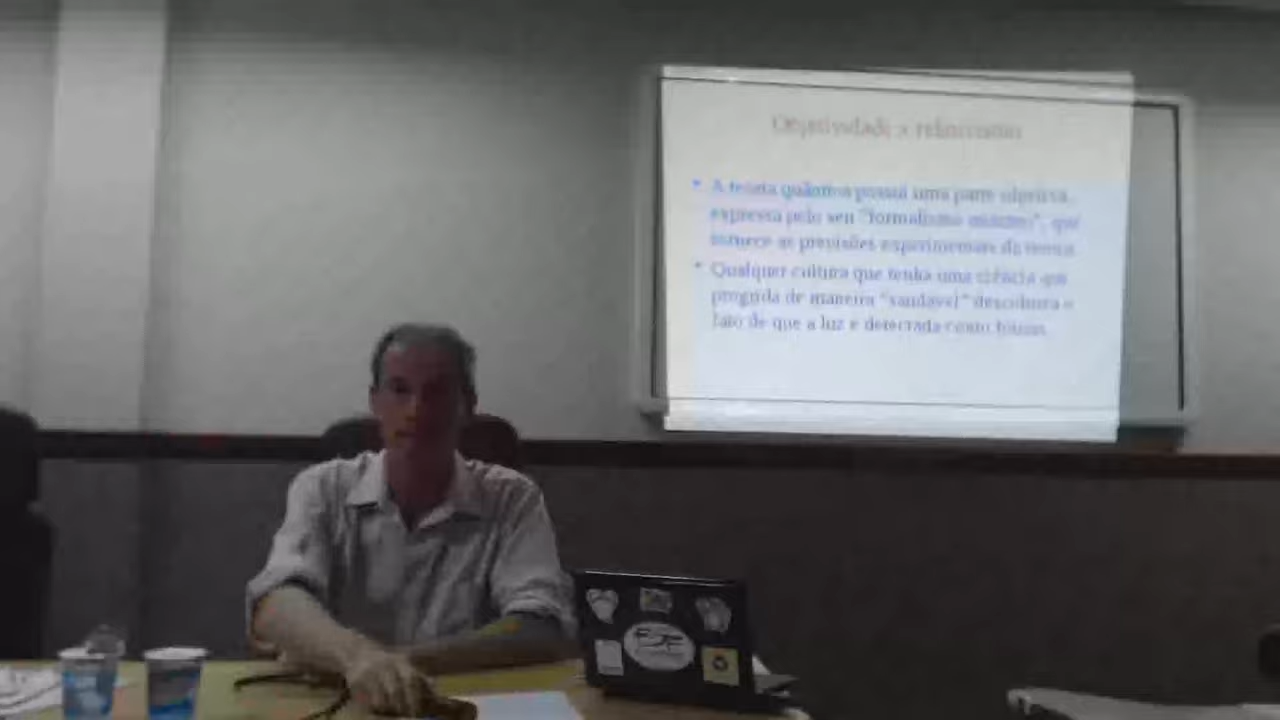 Objetividade x relativismo
• A teoria quântica possui uma parte objetiva,
expressa pelo seu "formalismo mínimo", que
fornece as previsões experimentais da teoria.
• Qualquer cultura que tenha uma ciência que
progrida de maneira "saudável" descobrirá o
fato de que a luz é detectada como